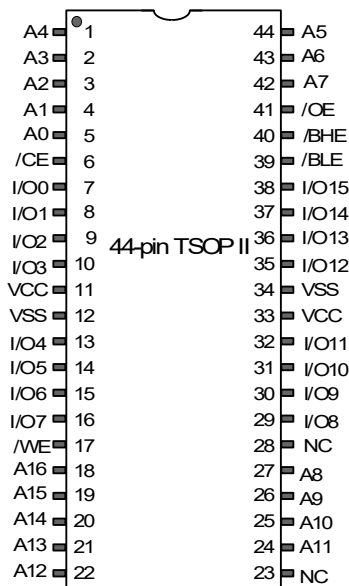 A4 1 44 A5
A3 2 43 A6
A2 3 42 A7
A1 4 41 /OE
A0 5 40 /BHE
/CE 6 39 /BLE
I/O0 7 38 I/O15
I/O1 8 37 I/O14
I/O2 9 44-pin TSOP II 36 I/O13
I/O3 10 35 I/O12
VCC 11 34 VSS
VSS 12 33 VCC
I/O4 13 32 I/O11
I/O5 14 31 I/O10
I/O6 15 30 I/O9
I/O7 16 29 I/O8
/WE 17 28 NC
A16 18 27 A8
A15 19 26 A9
A14 20 25 A10
A13 21 24 A11
A12 22 23 NC